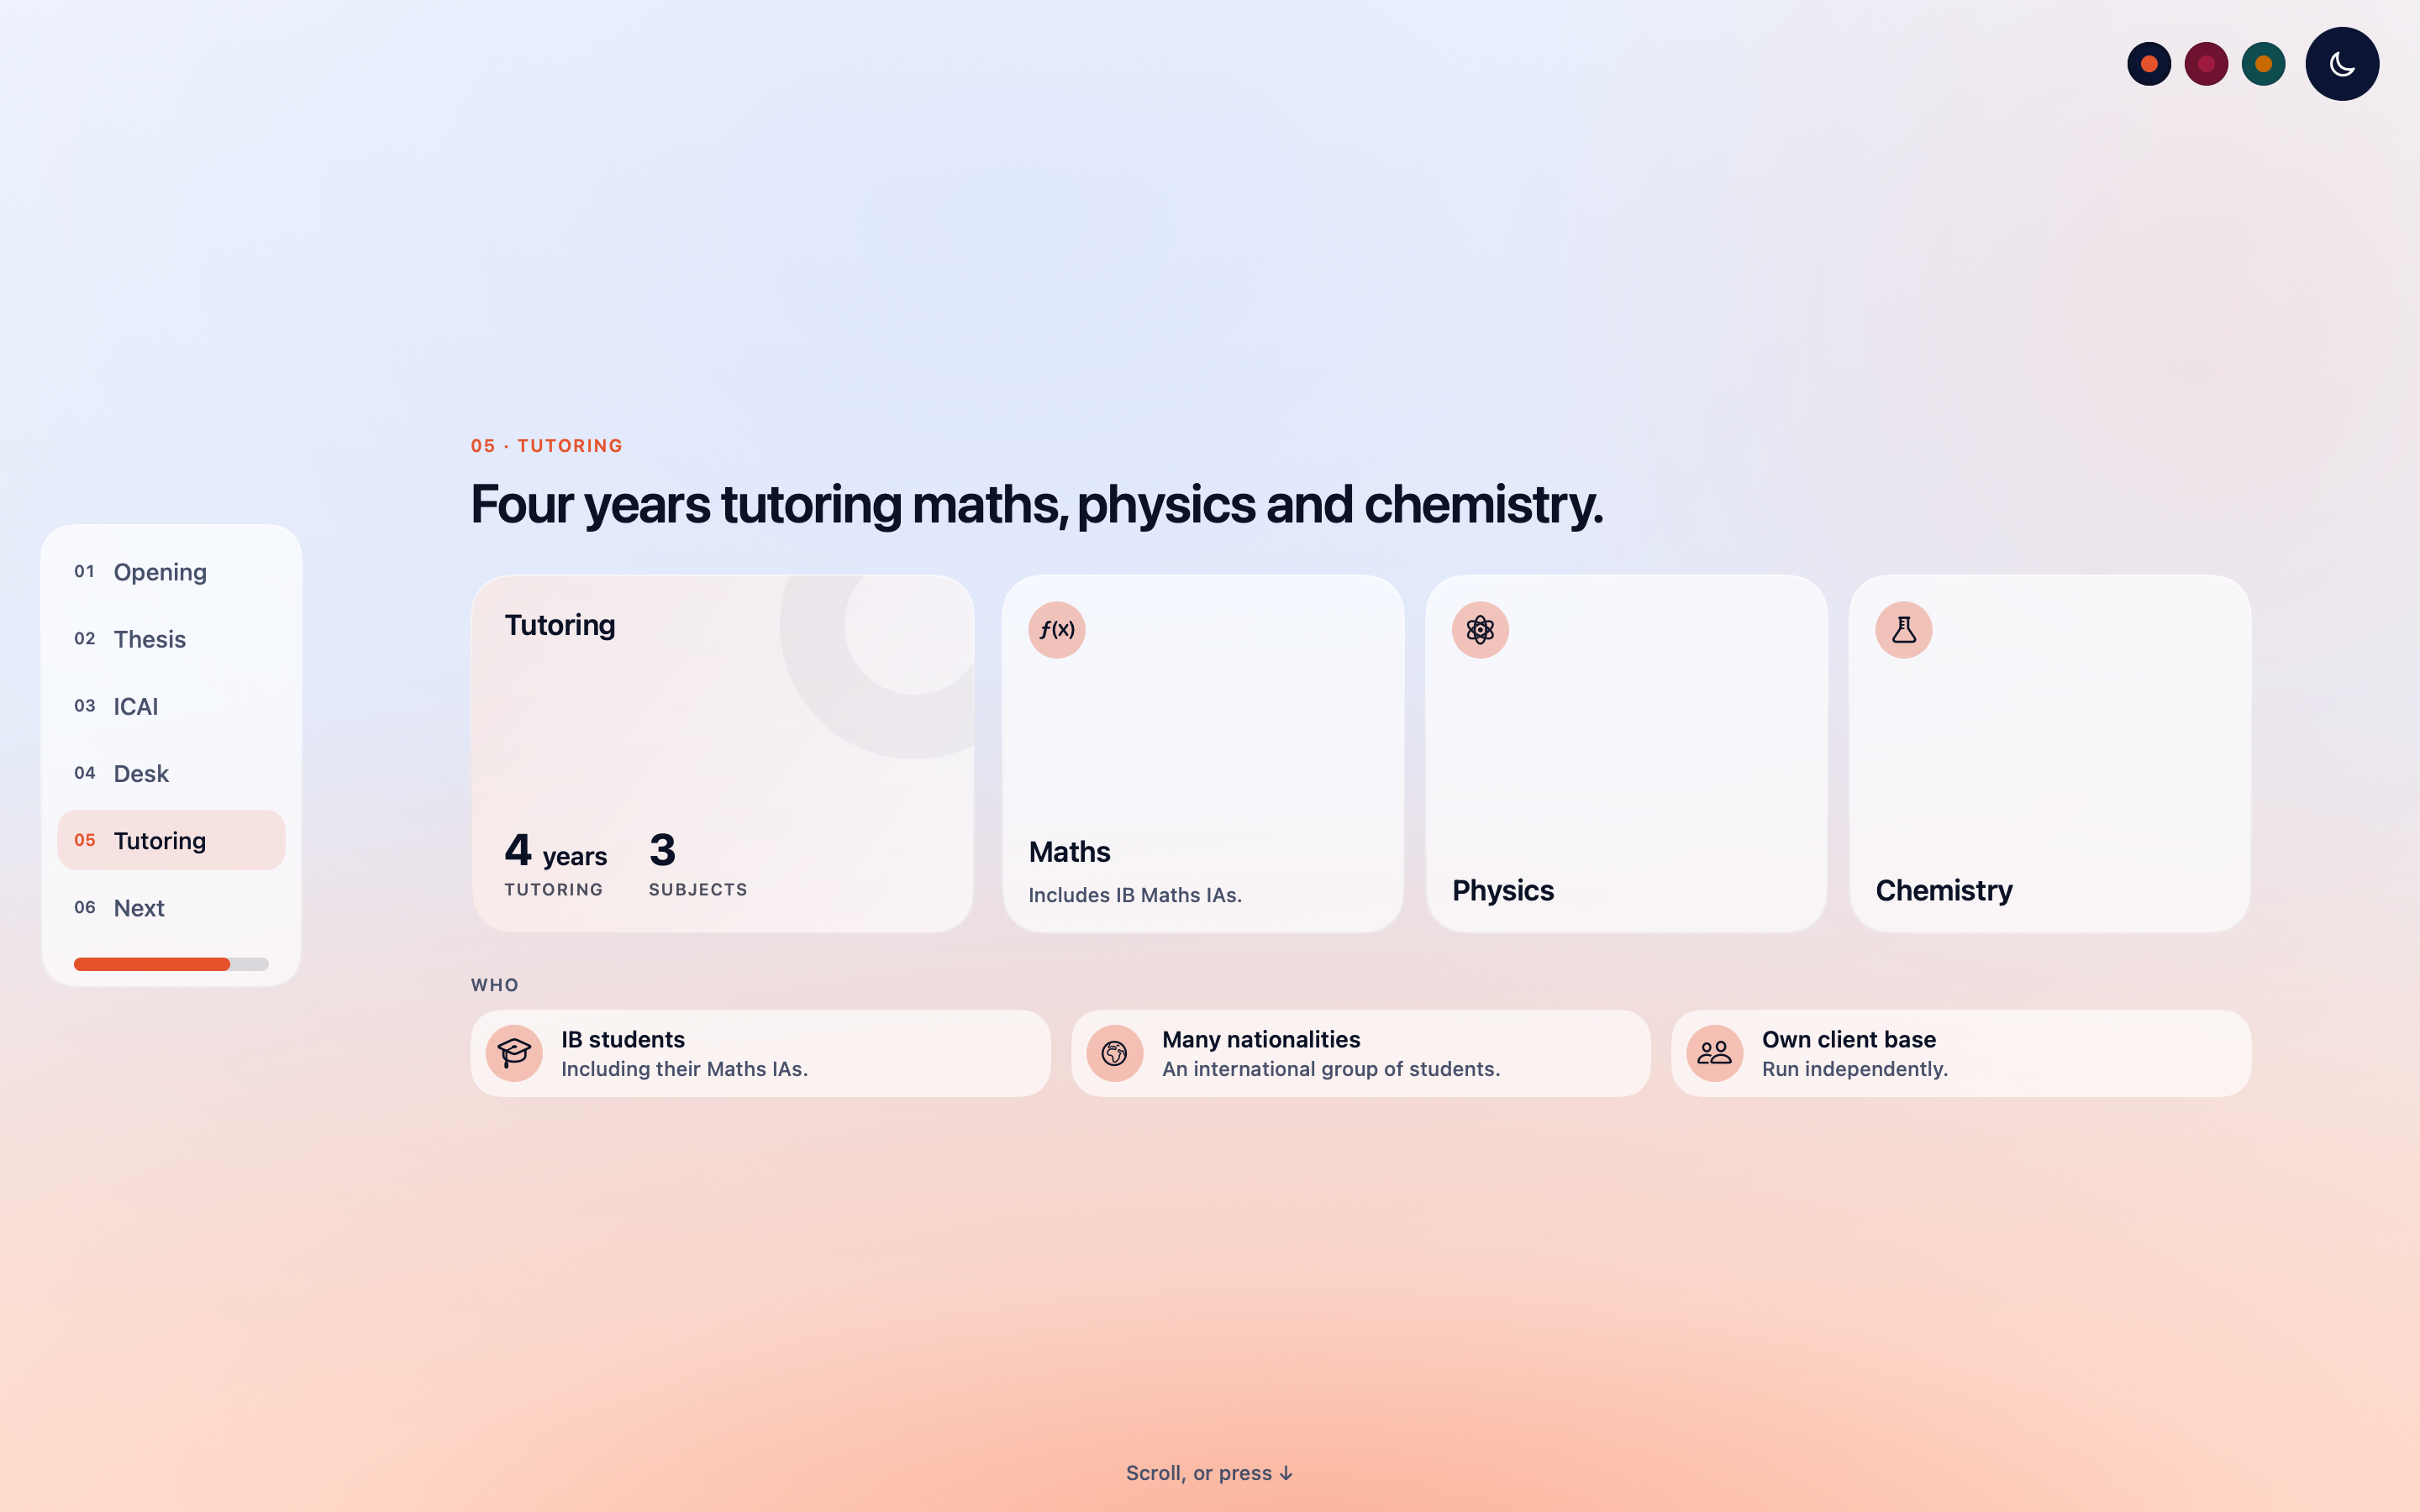 05 · TUTORING
Four years tutoring maths, physics and chemistry.
01 Opening
02 Thesis
03 ICAI
04 Desk
05 Tutoring
06 Next
Tutoring
4 years
TUTORING
3
SUBJECTS
f(x)
Maths
Includes IB Maths IAs.
Physics
Chemistry
WHO
IB students
Including their Maths IAs.
Many nationalities
An international group of students.
Own client base
Run independently.
Scroll, or press ↓